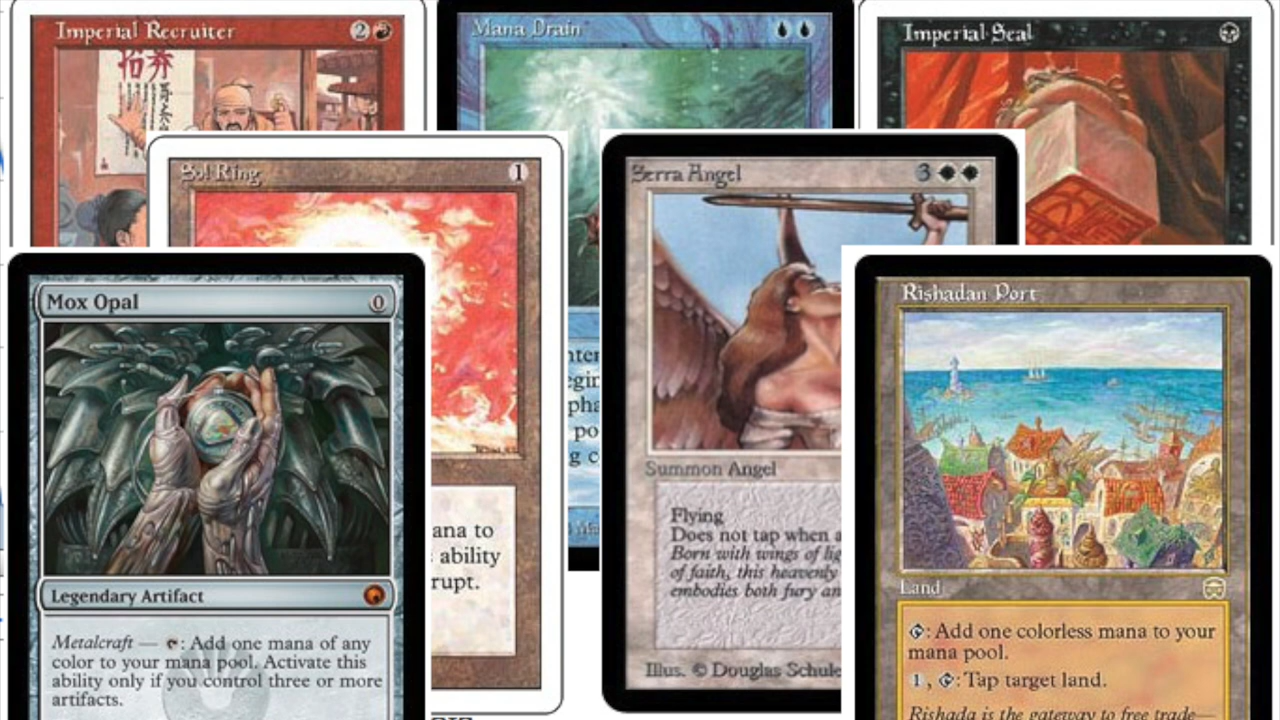 Imperial Recruiter
2
Mana Drain
Imperial Seal
Sol Ring
1
ana to
ability
rupt.
Serra Angel
3
Summon Angel
Flying
Does not tap when a
Born with wings of lig
of faith, this heavenly
embodies both fury an
Illus. © Douglas Schule
Mox Opal
0
Legendary Artifact
Metalcraft — : Add one mana of any
color to your mana pool. Activate this
ability only if you control three or more
artifacts.
Rishadan Port
Land
: Add one colorless mana to your
mana pool.
1, : Tap target land.
Rishada is the gateway to free trade—